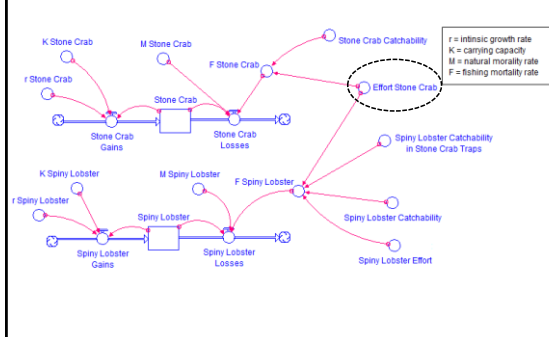 K Stone Crab
M Stone Crab
Stone Crab Catchability
r = intrinsic growth rate
K = carrying capacity
M = natural morality rate
F = fishing mortality rate
F Stone Crab
r Stone Crab
Effort Stone Crab
Stone Crab
Stone Crab
Gains
Stone Crab
Losses
Spiny Lobster Catchability
in Stone Crab Traps
K Spiny Lobster
M Spiny Lobster
F Spiny Lobster
r Spiny Lobster
Spiny Lobster
Spiny Lobster Catchability
Spiny Lobster
Gains
Spiny Lobster
Losses
Spiny Lobster Effort